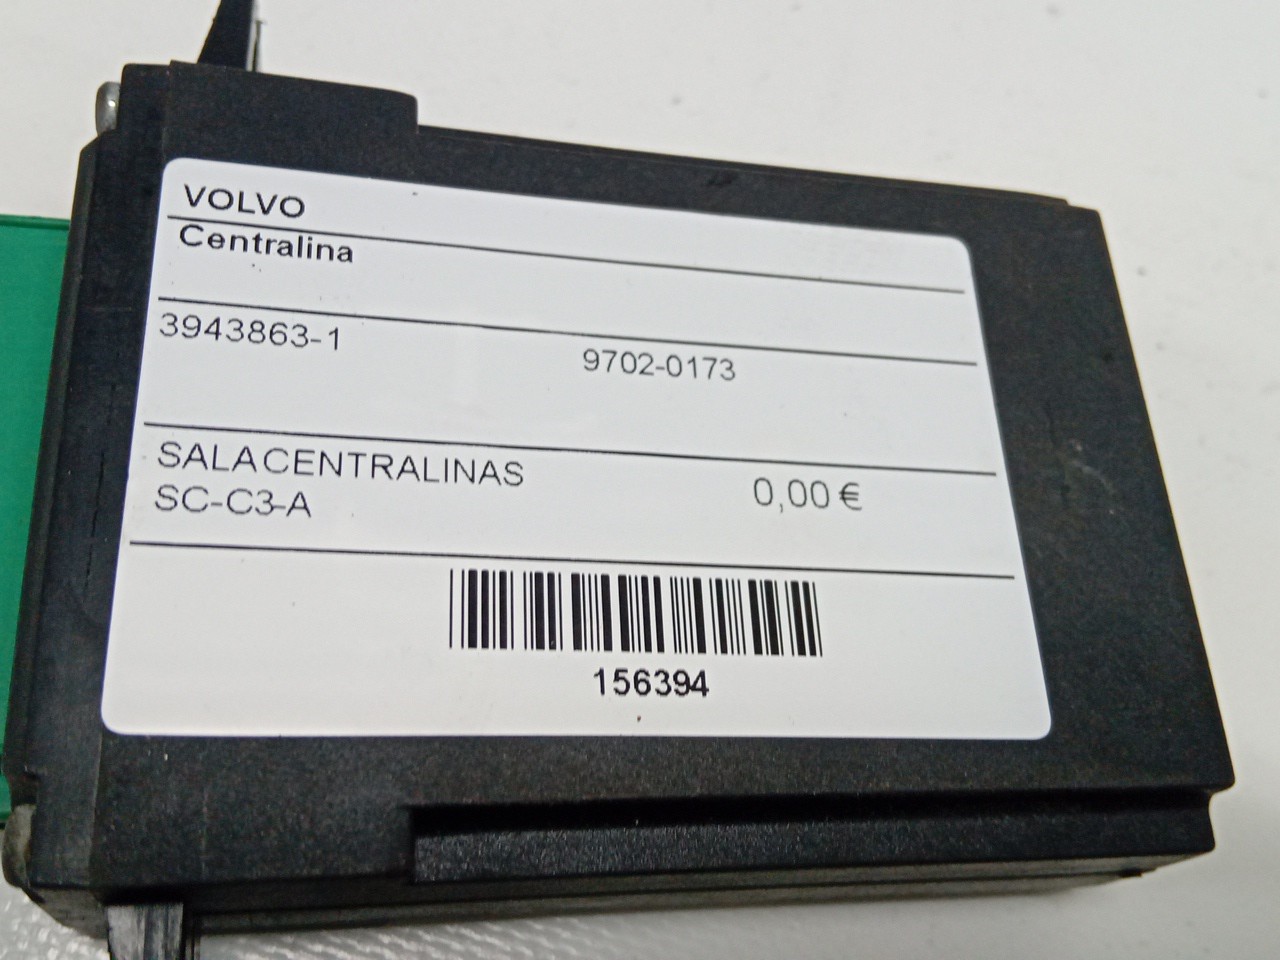 VOLVO
Centralina
3943863-1
9702-0173
SALACENTRALINAS
SC-C3-A
0,00 €
156394